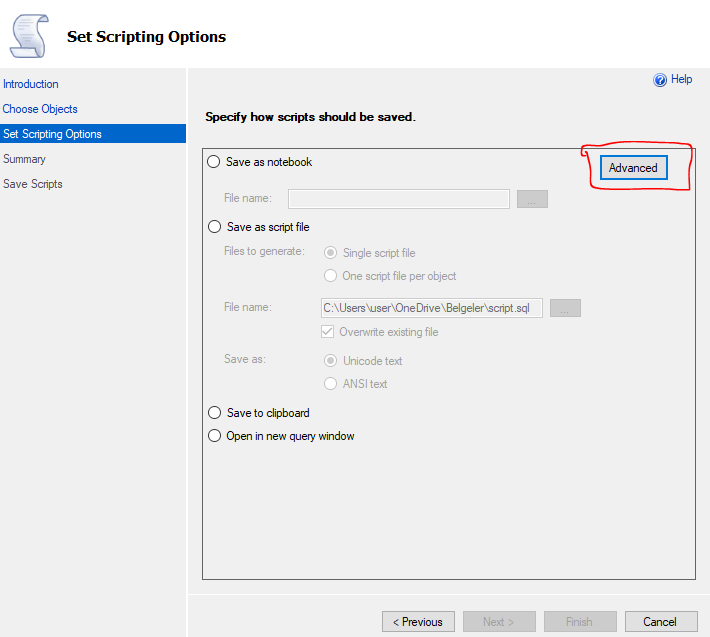 Set Scripting Options
Introduction
Choose Objects
Set Scripting Options
Summary
Save Scripts
Help
Specify how scripts should be saved.
Save as notebook
Advanced
File name:
...
Save as script file
Files to generate:
Single script file
One script file per object
File name:
C:\Users\user\OneDrive\Belgeler\script.sql
...
Overwrite existing file
Save as:
Unicode text
ANSI text
Save to clipboard
Open in new query window
< Previous
Next >
Finish
Cancel